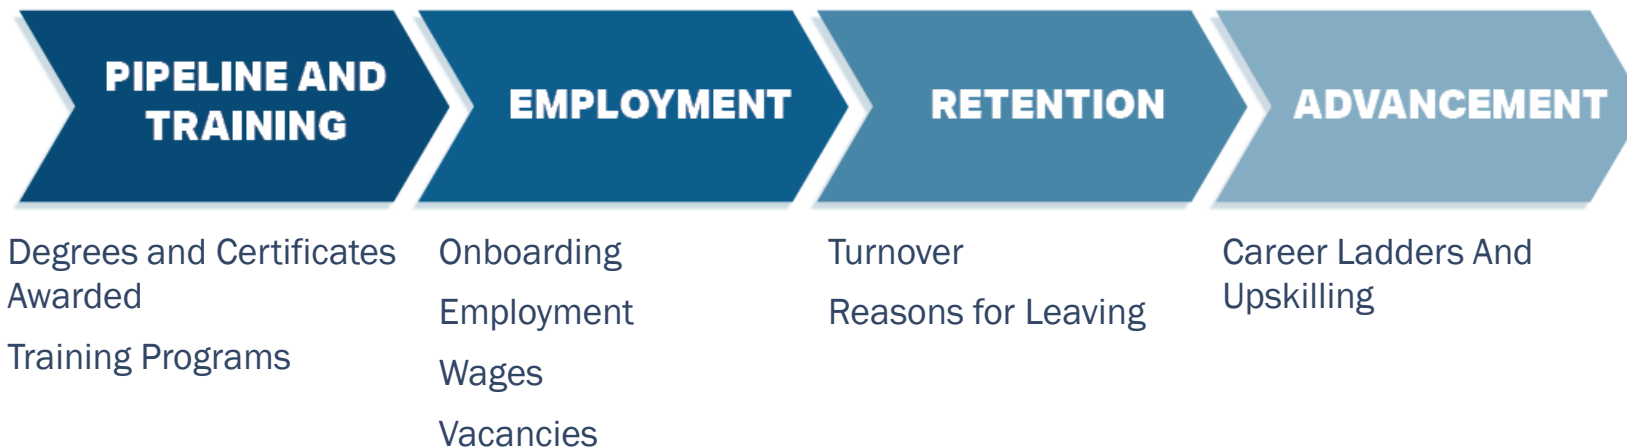 PIPELINE AND
TRAINING
EMPLOYMENT
RETENTION
ADVANCEMENT
Degrees and Certificates
Awarded
Training Programs
Onboarding
Employment
Wages
Vacancies
Turnover
Reasons for Leaving
Career Ladders And
Upskilling